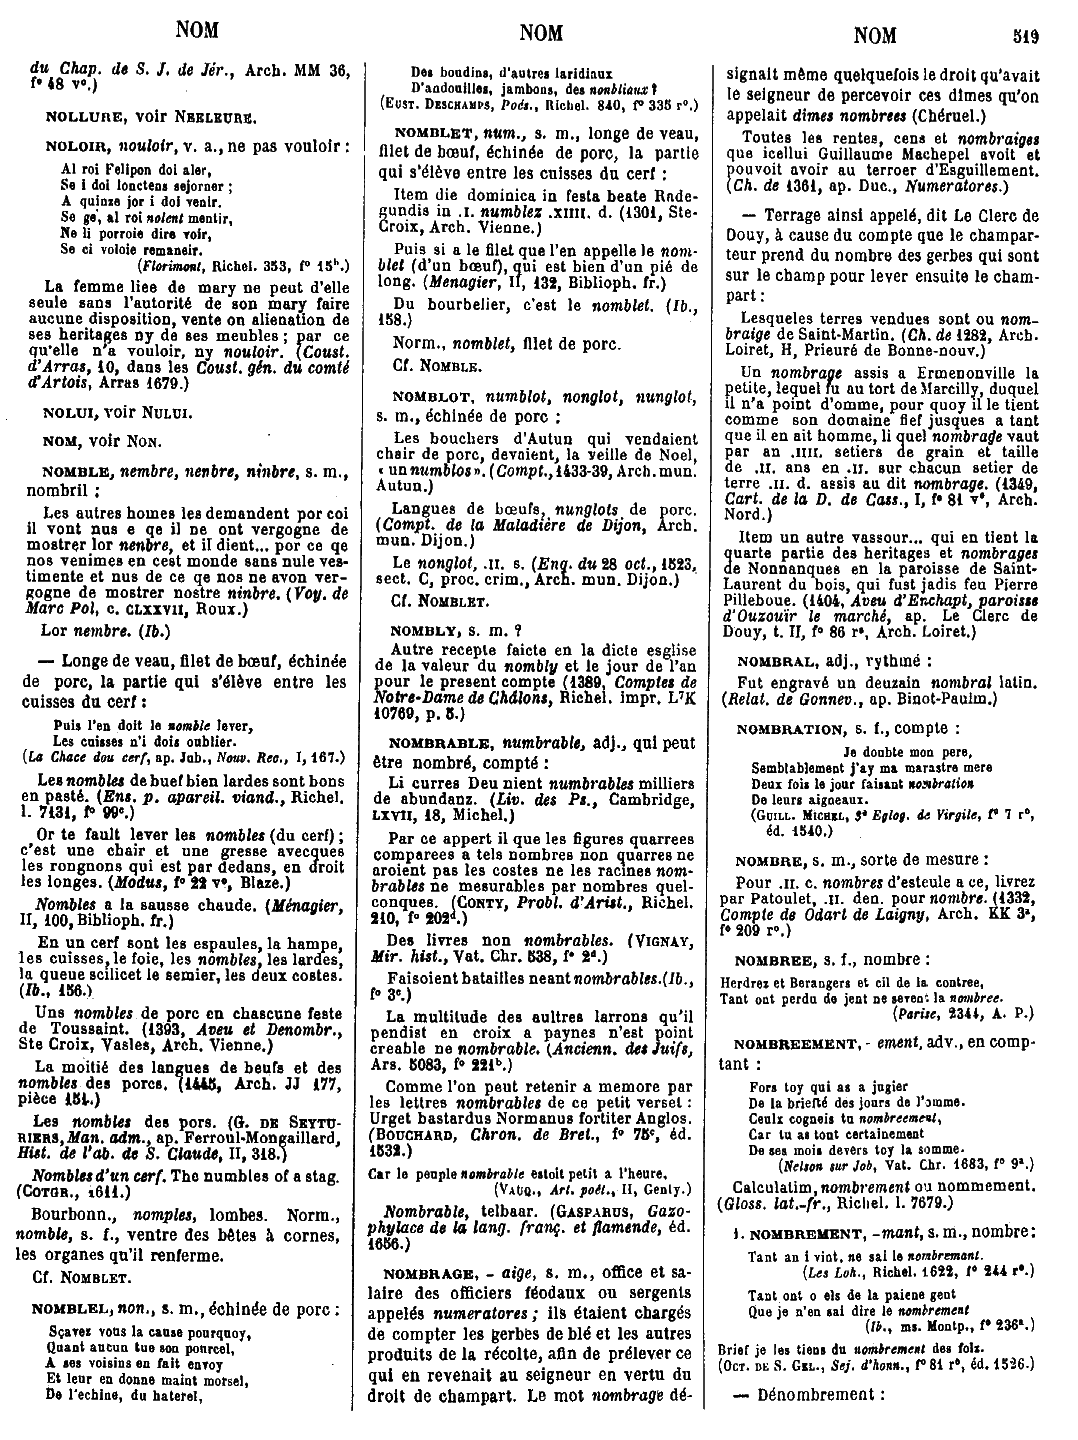 NOM
NOM
NOM
519
du Chap. de S. J. de Jér., Arch. MM 36,
f° 48 v°.)
NOLLURE, voir NEELEURE.
NOLOIR, nouloir, v. a., ne pas vouloir :
Al roi Felipon doi aler,
Se i doi lonctens sejorner ;
A quinze jor i doi venir.
Se ge, al roi nolent mentir,
Ne li porroie dire voir,
Se ci voloie remaneir.
(Florimont, Richel. 353, f° 15ᵇ.)
La femme liee de mary ne peut d'elle
seule sans l'autorité de son mary faire
aucune disposition, vente on alienation de
ses heritages ny de ses meubles ; par ce
qu'elle n'a vouloir, ny nouloir. (Coust.
d'Arras, 10, dans les Coust. gén. du comté
d'Artois, Arras 1679.)
NOLUI, voir NULUI.
NOM, voir NON.
NOMBLE, nembre, nenbre, ninbre, s. m.,
nombril :
Les autres homes les demandent por coi
il vont nus e qe il ne ont vergogne de
mostrer lor nenbre, et il dient... por ce qe
nos venimes en cest monde sans nule ves-
timente et nus de ce qe nos ne avon ver-
gogne de mostrer nostre ninbre. (Voy. de
Marc Pol, c. CLXXVII, Roux.)
Lor nembre. (Ib.)
— Longe de veau, filet de bœuf, échinée
de porc, la partie qui s'élève entre les
cuisses du cerf :
Puis l'en doit le nomble lever,
Les cuisses n'i dois oublier.
(La Chace dou cerf, ap. Jub., Nouv. Rec., I, 167.)
Les nombles de buef bien lardes sont bons
en pasté. (Ens. p. apareil. viand., Richel.
l. 7131, f° 99ᶜ.)
Or te fault lever les nombles (du cerf) ;
c'est une chair et une gresse avecques
les rongnons qui est par dedans, en droit
les longes. (Modus, f° 22 v°, Blaze.)
Nombles a la sausse chaude. (Ménagier,
II, 100, Biblioph. fr.)
En un cerf sont les espaules, la hampe,
les cuisses, le foie, les nombles, les lardes,
la queue scilicet le semier, les deux costes.
(Ib., 156.)
Uns nombles de porc en chascune feste
de Toussaint. (1393, Aveu et Denombr.,
Ste Croix, Vasles, Arch. Vienne.)
La moitié des langues de beufs et des
nombles des porcs. (1445, Arch. JJ 177,
pièce 151.)
Les nombles des pors. (G. DE SEYTU-
RIERS, Man. adm., ap. Ferroul-Mongaillard,
Hist. de l'ab. de S. Claude, II, 318.)
Nombles d'un cerf. The numbles of a stag.
(COTGR., 1611.)
Bourbonn., nomples, lombes. Norm.,
nomble, s. f., ventre des bêtes à cornes,
les organes qu'il renferme.
Cf. NOMBLET.
NOMBLEL, non., s. m., échinée de porc :
Sçavez vous la cause pourquoy,
Quant aucun tue son pourcel,
A ses voisins en fait envoy
Et leur en donne maint morsel,
De l'echine, du haterel,
Des boudins, d'autres laridiaux
D'andouilles, jambons, des nonbliaux ?
(EUST. DESCHAMPS, Poés., Richel. 840, f° 335 r°.)
NOMBLET, num., s. m., longe de veau,
filet de bœuf, échinée de porc, la partie
qui s'élève entre les cuisses du cerf :
Item die dominica in festa beate Rade-
gundis in .I. numblez .XIIII. d. (1301, Ste-
Croix, Arch. Vienne.)
Puis si a le filet que l'en appelle le nom-
blet (d'un bœuf), qui est bien d'un pié de
long. (Menagier, II, 132, Biblioph. fr.)
Du bourbelier, c'est le nomblet. (Ib.,
158.)
Norm., nomblet, filet de porc.
Cf. NOMBLE.
NOMBLOT, numblot, nonglot, nunglot,
s. m., échinée de porc :
Les bouchers d'Autun qui vendaient
chair de porc, devoient, la veille de Noel,
« un numblos ». (Compt., 1433-39, Arch. mun.
Autun.)
Langues de bœufs, nunglots de porc.
(Compt. de la Maladière de Dijon, Arch.
mun. Dijon.)
Le nonglot, .II. s. (Enq. du 28 oct., 1523,
sect. C, proc. crim., Arch. mun. Dijon.)
Cf. NOMBLET.
NOMBLY, s. m. ?
Autre recepte faicte en la dicte esglise
de la valeur du nombly et le jour de l'an
pour le present compte (1389, Comptes de
Notre-Dame de Châlons, Richel. impr. L⁷K
10769, p. 5.)
NOMBRABLE, numbrable, adj., qui peut
être nombré, compté :
Li curres Deu nient numbrables milliers
de abundanz. (Liv. des Ps., Cambridge,
LXVII, 18, Michel.)
Par ce appert il que les figures quarrees
comparees a tels nombres non quarres ne
aroient pas les costes ne les racines nom-
brables ne mesurables par nombres quel-
conques. (CONTY, Probl. d'Arist., Richel.
210, f° 202ᵈ.)
Des livres non nombrables. (VIGNAY,
Mir. hist., Vat. Chr. 538, f° 2ᵈ.)
Faisoient batailles neant nombrables. (Ib.,
f° 3ᶜ.)
La multitude des aultres larrons qu'il
pendist en croix a paynes n'est point
creable ne nombrable. (Ancienn. des Juifs,
Ars. 5083, f° 221ᵇ.)
Comme l'on peut retenir a memore par
les lettres nombrables de ce petit verset :
Urget bastardus Normanus fortiter Anglos.
(BOUCHARD, Chron. de Bret., f° 75ᶜ, éd.
1532.)
Car le peuple nombrable estoit petit a l'heure.
(VAUQ., Art. poét., II, Genty.)
Nombrable, telbaar. (GASPARUS, Gazo-
phylace de la lang. franç. et flamende, éd.
1656.)
NOMBRAGE, - aige, s. m., office et sa-
laire des officiers féodaux ou sergents
appelés numeratores ; ils étaient chargés
de compter les gerbes de blé et les autres
produits de la récolte, afin de prélever ce
qui en revenait au seigneur en vertu du
droit de champart. Le mot nombrage dé-
signait même quelquefois le droit qu'avait
le seigneur de percevoir ces dîmes qu'on
appelait dîmes nombrees (Chéruel.)
Toutes les rentes, cens et nombraiges
que icellui Guillaume Machepel avoit et
pouvoit avoir au terroer d'Esguillement.
(Ch. de 1361, ap. Duc., Numeratores.)
— Terrage ainsi appelé, dit Le Clerc de
Douy, à cause du compte que le champar-
teur prend du nombre des gerbes qui sont
sur le champ pour lever ensuite le cham-
part :
Lesqueles terres vendues sont ou nom-
braige de Saint-Martin. (Ch. de 1282, Arch.
Loiret, H, Prieuré de Bonne-nouv.)
Un nombrage assis a Ermenonville la
petite, lequel fu au tort de Marcilly, duquel
il n'a point d'omme, pour quoy il le tient
comme son domaine fief jusques a tant
que il en ait homme, li quel nombrage vaut
par an .IIII. setiers de grain et taille
de .II. ans en .II. sur chacun setier de
terre .II. d. assis au dit nombrage. (1349,
Cart. de la D. de Cass., I, f° 81 v°, Arch.
Nord.)
Item un autre vassour... qui en tient la
quarte partie des heritages et nombrages
de Nonnanques en la paroisse de Saint-
Laurent du bois, qui fust jadis feu Pierre
Pilleboue. (1404, Aveu d'Enchapt, paroisse
d'Ouzouïr le marché, ap. Le Clerc de
Douy, t. II, f° 86 r°, Arch. Loiret.)
NOMBRAL, adj., rythmé :
Fut engravé un deuzain nombral latin.
(Relat. de Gonnev., ap. Binot-Paulm.)
NOMBRATION, s. f., compte :
Je doubte mon pere,
Semblablement j'ay ma marastre mere
Deux fois le jour faisant nombration
De leurs aigneaux.
(GUILL. MICHEL, 3ᵉ Eglog. de Virgile, f° 7 r°,
éd. 1540.)
NOMBRE, s. m., sorte de mesure :
Pour .II. c. nombres d'esteule a ce, livrez
par Patoulet, .II. den. pour nombre. (1332,
Compte de Odart de Laigny, Arch. KK 3ᵃ,
f° 209 r°.)
NOMBREE, s. f., nombre :
Herdrez et Berangers et cil de la contree,
Tant ont perdu de jent ne sevent la nombree.
(Parise, 2344, A. P.)
NOMBREEMENT, - ement, adv., en comp-
tant :
Fors toy qui as a jugier
De la briefté des jours de l'omme.
Ceulx cogneis tu nombreement,
Car tu as tout certainement
De ses mois devers toy la somme.
(Nelson sur Job, Vat. Chr. 1683, f° 9ᵃ.)
Calculatim, nombrement ou nommement.
(Gloss. lat.-fr., Richel. l. 7679.)
1. NOMBREMENT, -mant, s. m., nombre :
Tant an i vint, ne sai le nombremant.
(Les Loh., Richel. 1622, f° 244 r°.)
Tant ont o els de la paiene gent
Que je n'en sai dire le nombrement
(Ib., ms. Montp., f° 236ᵃ.)
Brief je les tiens du nombrement des folz.
(OCT. DE S. GEL., Sej. d'honn., f° 81 r°, éd. 1526.)
— Dénombrement :